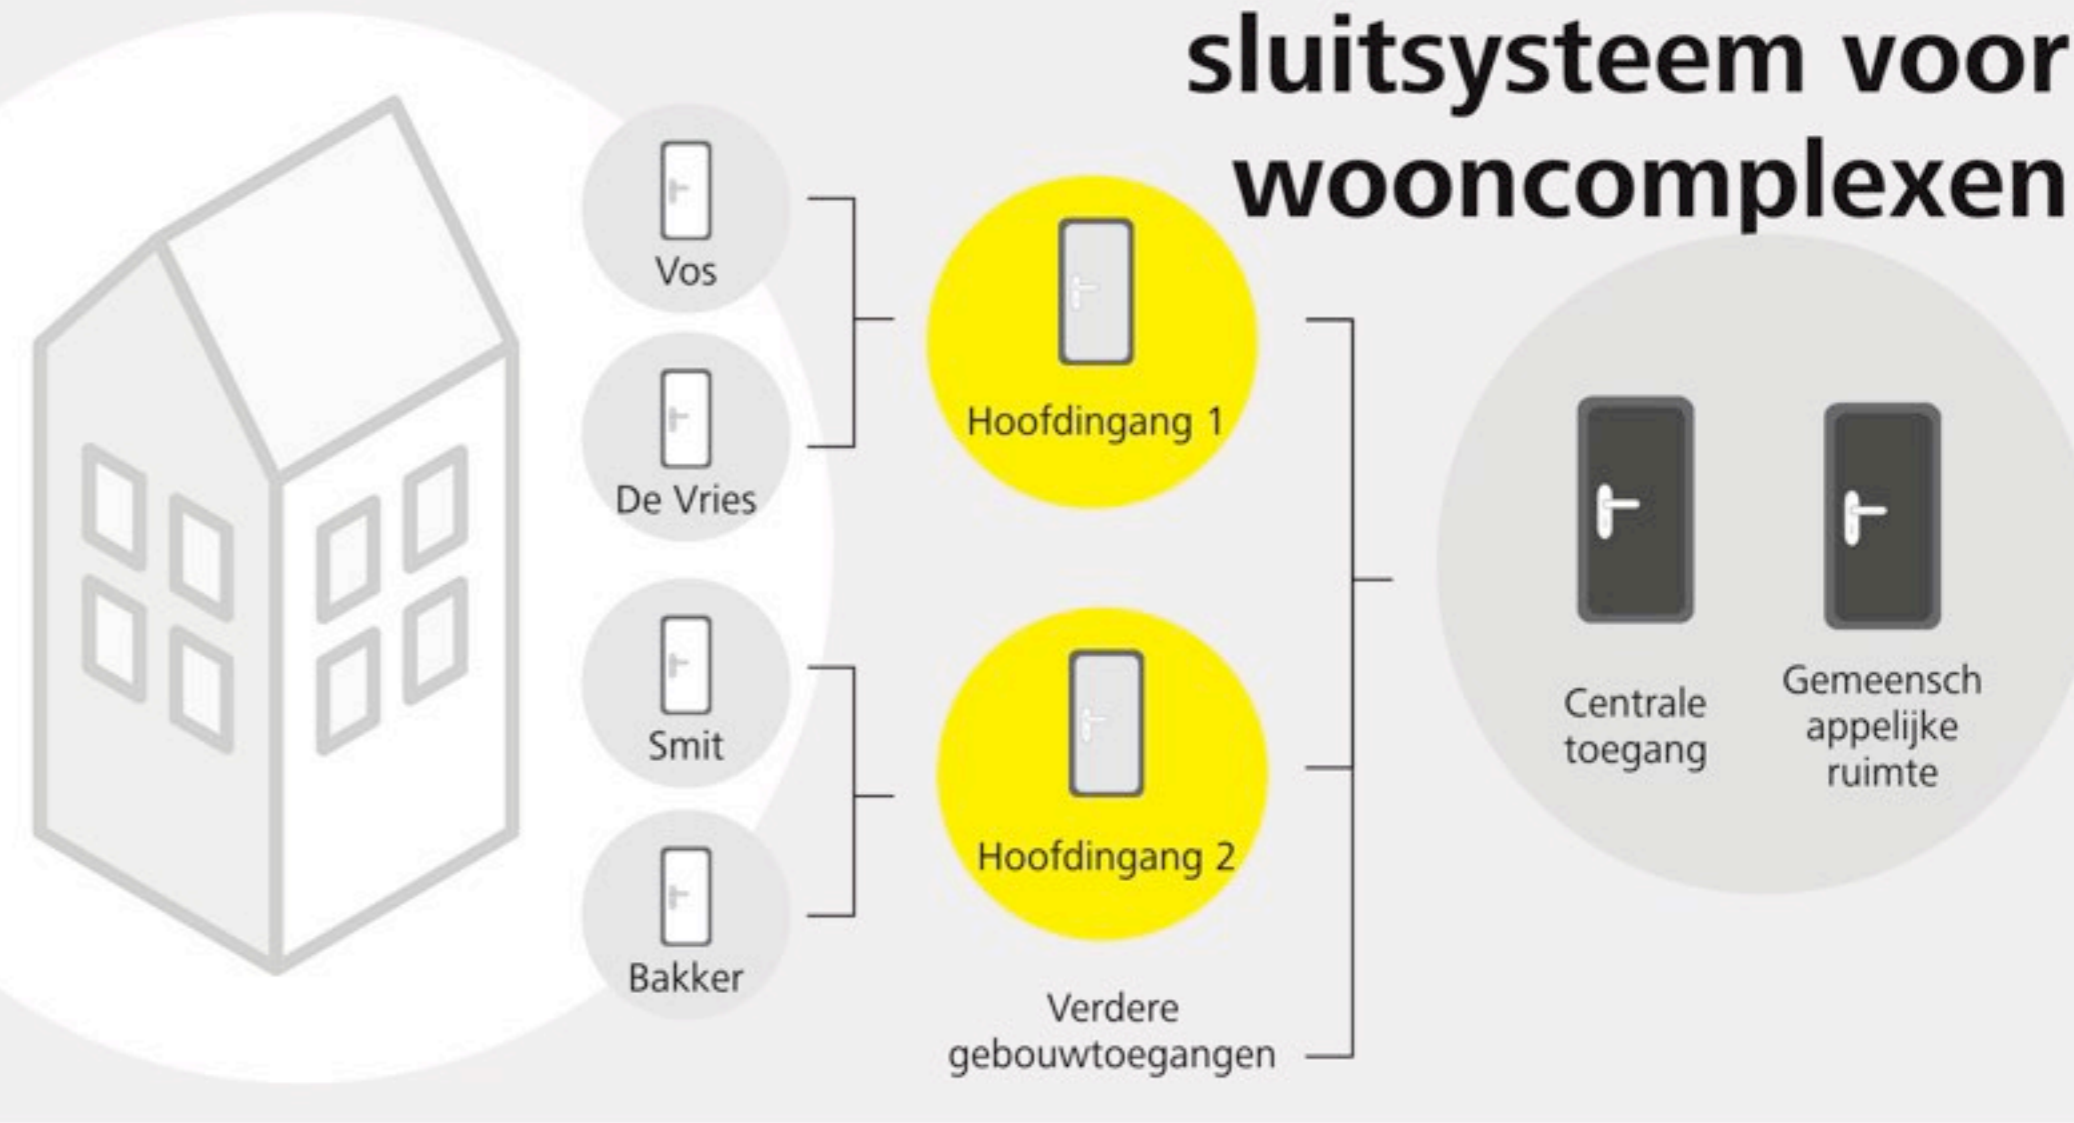 sluitsysteem voor
wooncomplexen
Vos
De Vries
Smit
Bakker
Hoofdingang 1
Hoofdingang 2
Verdere
gebouwtoegangen
Centrale
toegang
Gemeensch
appelijke
ruimte